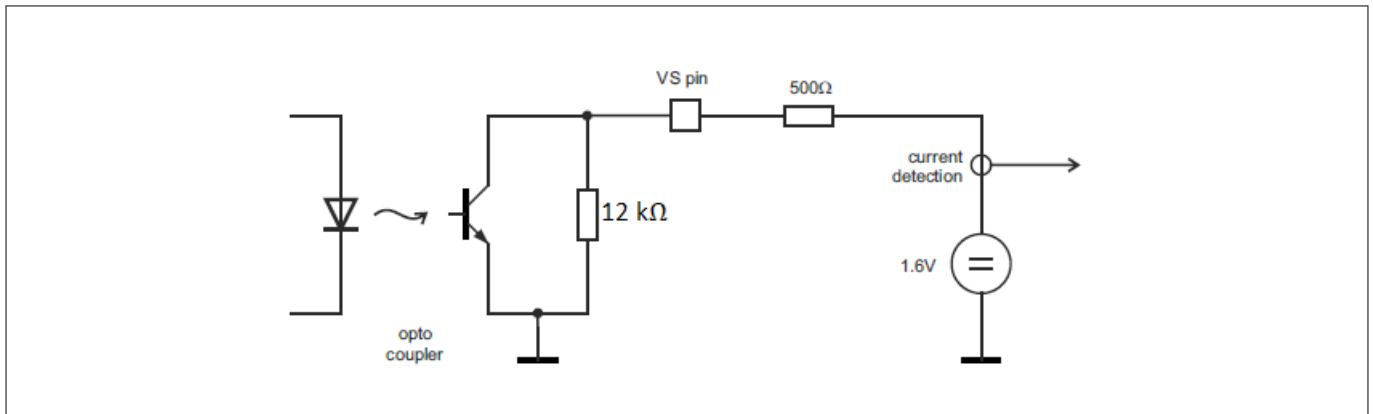 VS pin
500Ω
current
detection
12 kΩ
1.6V
opto
coupler